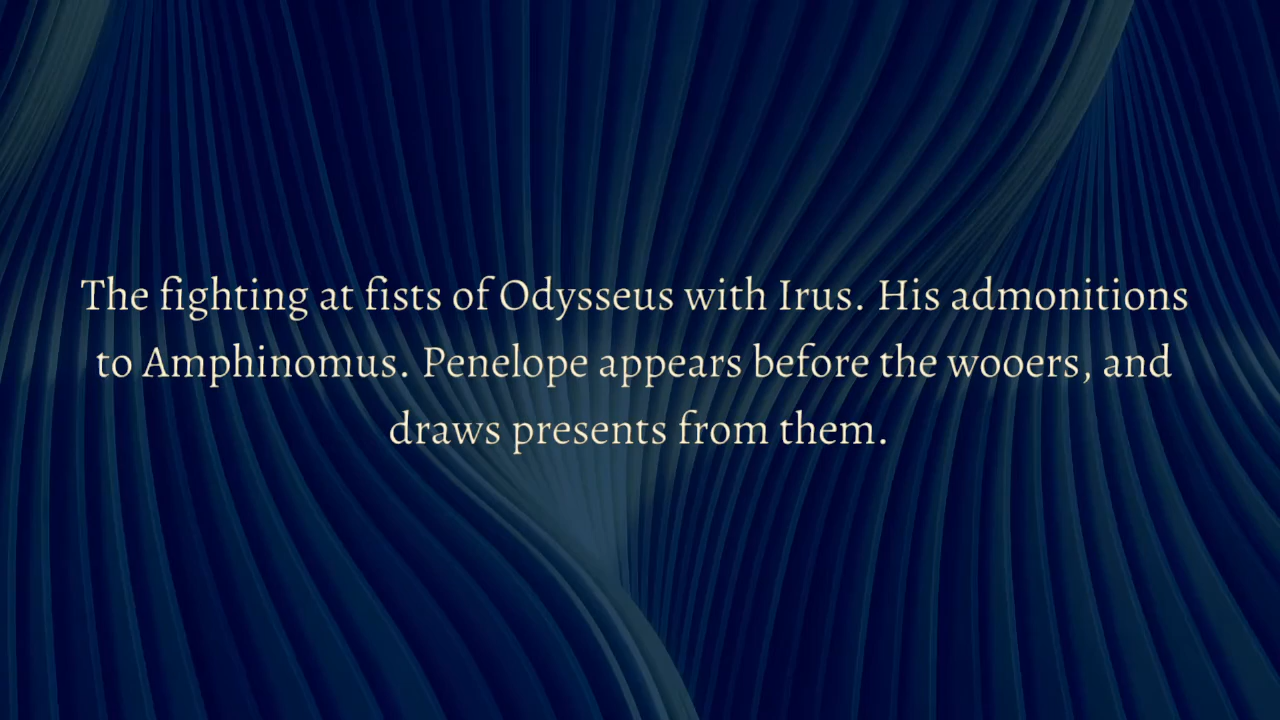 The fighting at fists of Odysseus with Irus. His admonitions
to Amphinomus. Penelope appears before the wooers, and
draws presents from them.